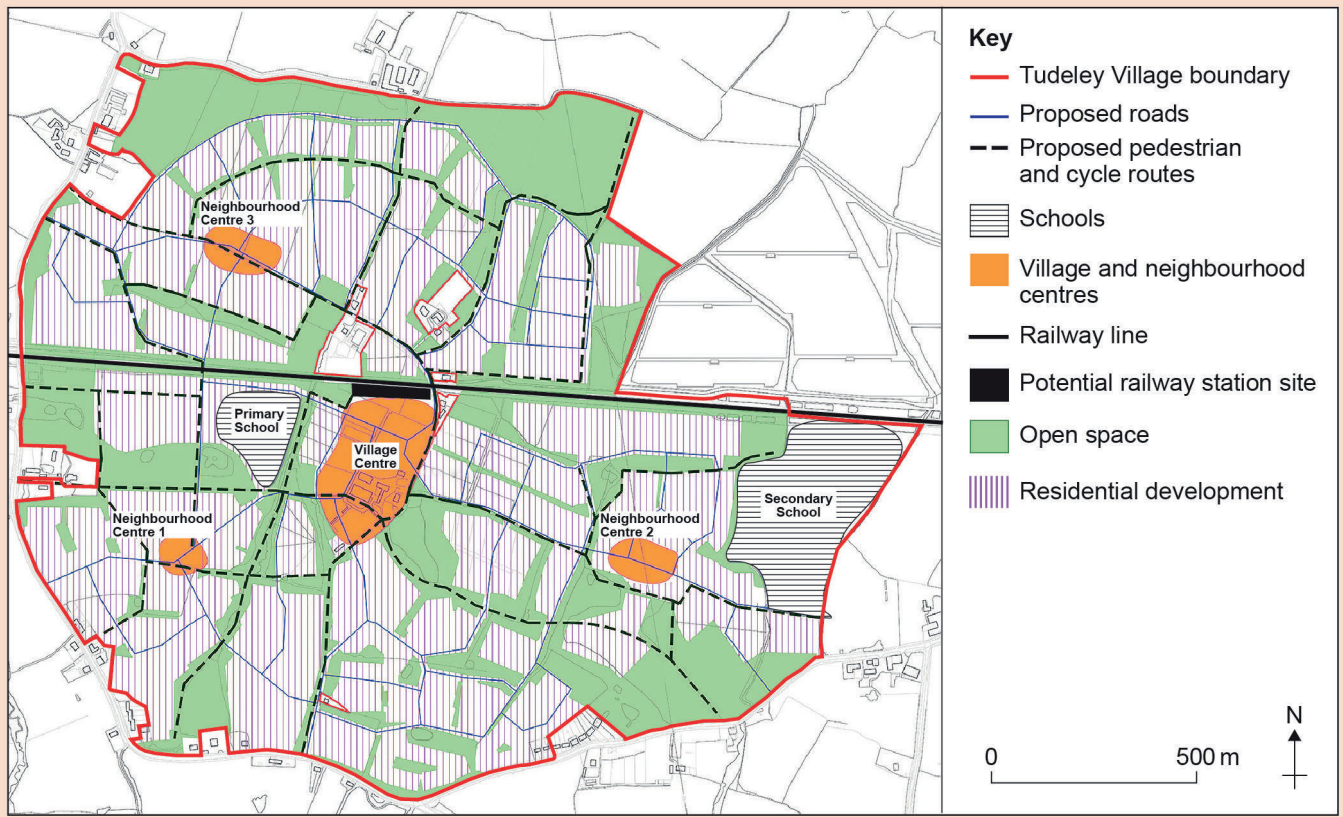 Neighbourhood
Centre 3
Primary
School
Village
Centre
Neighbourhood
Centre 1
Neighbourhood
Centre 2
Secondary
School
Key
Tudeley Village boundary
Proposed roads
Proposed pedestrian
and cycle routes
Schools
Village and neighbourhood
centres
Railway line
Potential railway station site
Open space
Residential development
0
500 m
N